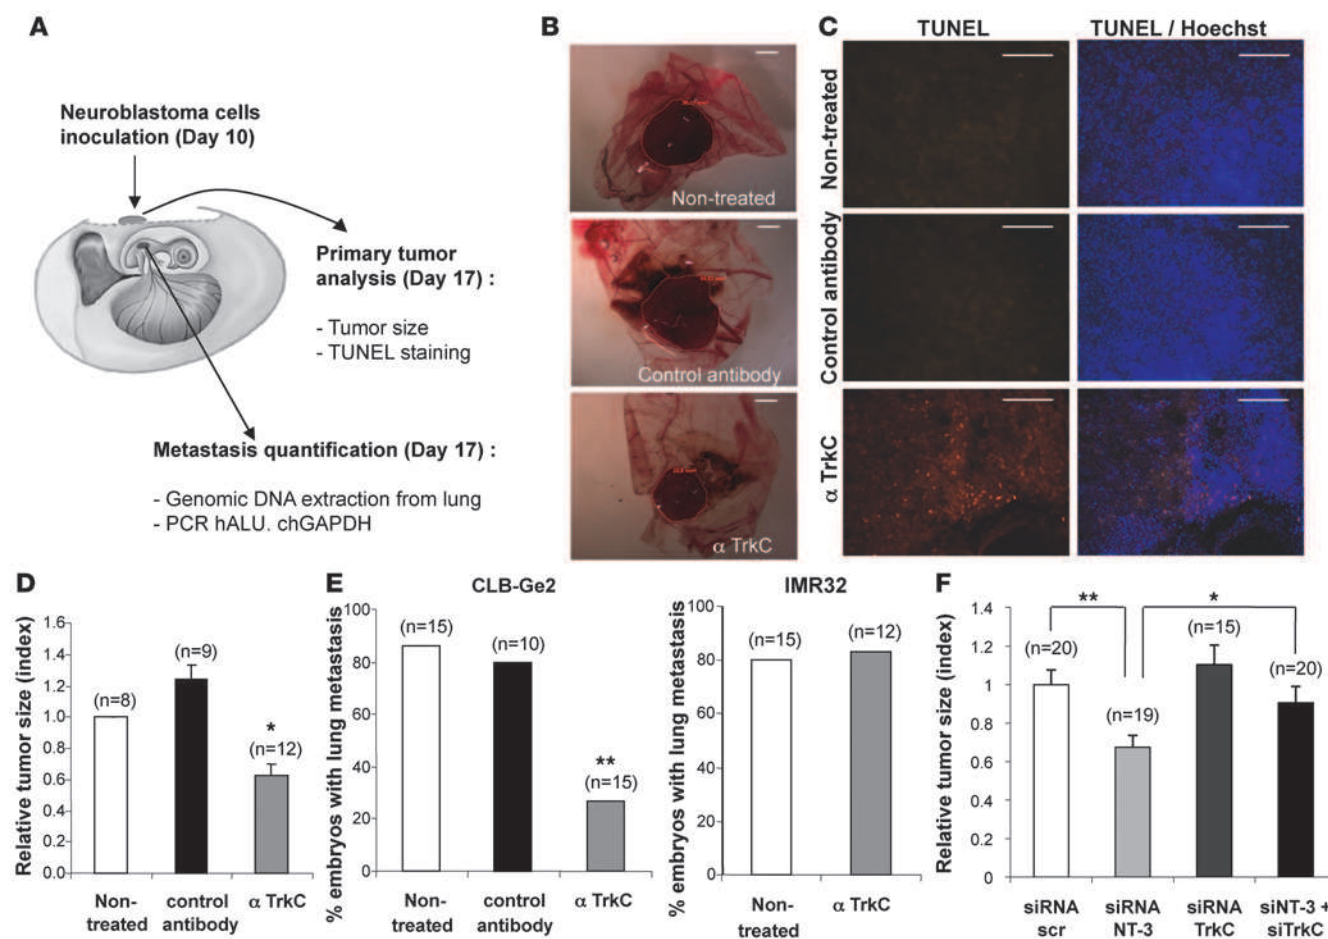 A
Neuroblastoma cells
inoculation (Day 10)
Primary tumor
analysis (Day 17) :
- Tumor size
- TUNEL staining
Metastasis quantification (Day 17) :
- Genomic DNA extraction from lung
- PCR hALU. chGAPDH
B
Non-treated
Control antibody
α TrkC
C
TUNEL
TUNEL / Hoechst
Non-treated
Control antibody
α TrkC
D
Relative tumor size (index)
1.4
1.2
1.0
0.8
0.6
0.4
0.2
0.0
(n=8)
(n=9)
*
(n=12)
Non-
treated
control
antibody
α TrkC
E
CLB-Ge2
% embryos with lung metastasis
100
80
60
40
20
0
(n=15)
(n=10)
**
(n=15)
Non-
treated
control
antibody
α TrkC
IMR32
% embryos with lung metastasis
100
80
60
40
20
0
(n=15)
(n=12)
Non-
treated
α TrkC
F
Relative tumor size (index)
1.4
1.2
1
0.8
0.6
0.4
0.2
0
**
*
(n=20)
(n=19)
(n=15)
(n=20)
siRNA
scr
siRNA
NT-3
siRNA
TrkC
siNT-3 +
siTrkC